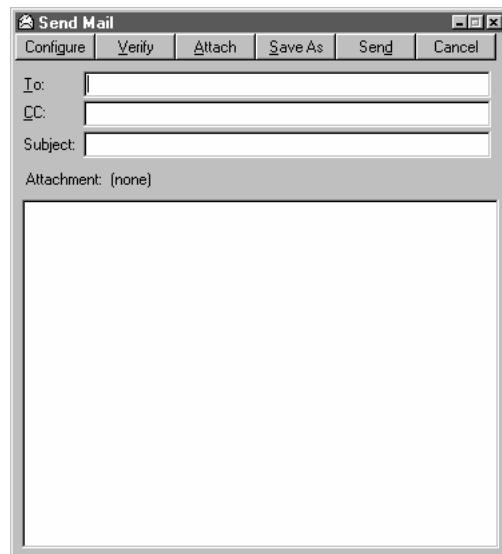 Send Mail
Configure Verify Attach Save As Send Cancel
To:
CC:
Subject:
Attachment: (none)